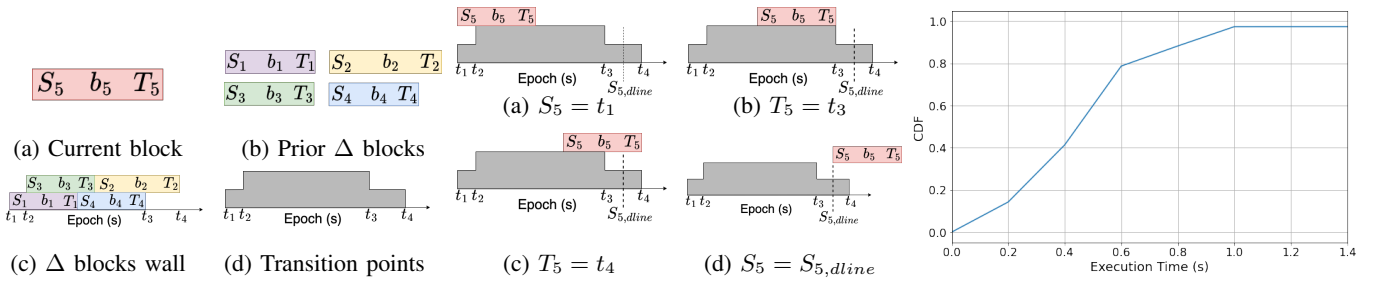 S5 b5 T5
(a) Current block
S1 b1 T1
S2 b2 T2
S3 b3 T3
S4 b4 T4
(b) Prior Δ blocks
S3 b3 T3 S2 b2 T2
S1 b1 T1 S4 b4 T4
t1 t2 t3 t4
Epoch (s)
(c) Δ blocks wall
t1 t2 t3 t4
Epoch (s)
(d) Transition points
S5 b5 T5
t1 t2 t3 t4
Epoch (s)
S5,dline
(a) S5 = t1
S5 b5 T5
t1 t2 t3 t4
Epoch (s)
S5,dline
(b) T5 = t3
S5 b5 T5
t1 t2 t3 t4
Epoch (s)
S5,dline
(c) T5 = t4
S5 b5 T5
t1 t2 t3 t4
Epoch (s)
S5,dline
(d) S5 = S5,dline
CDF
1.0
0.8
0.6
0.4
0.2
0.0
0.0 0.2 0.4 0.6 0.8 1.0 1.2 1.4
Execution Time (s)